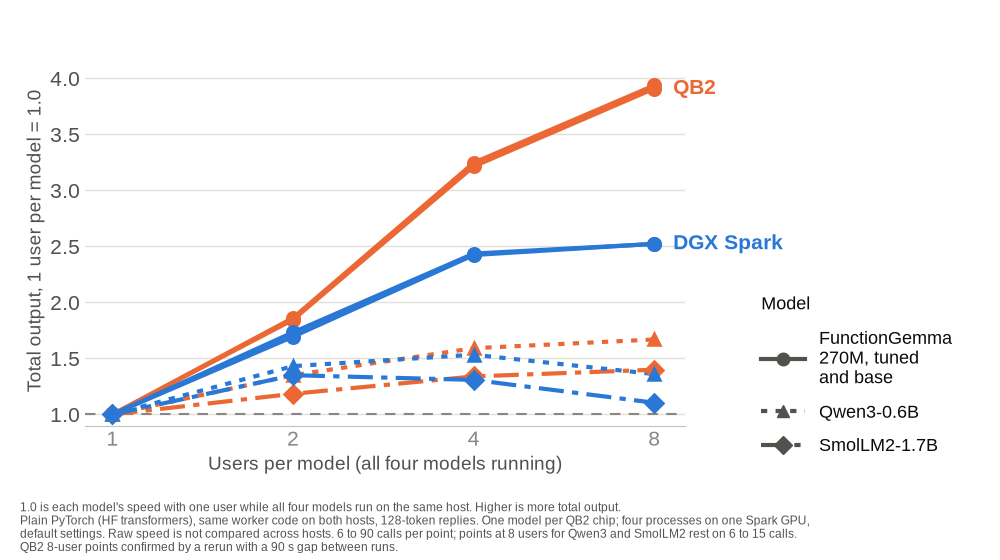 4.0
3.5
3.0
2.5
2.0
1.5
1.0
Total output, 1 user per model = 1.0
QB2
DGX Spark
1
2
4
8
Users per model (all four models running)
Model
FunctionGemma
270M, tuned
and base
Qwen3-0.6B
SmolLM2-1.7B
1.0 is each model's speed with one user while all four models run on the same host. Higher is more total output.
Plain PyTorch (HF transformers), same worker code on both hosts, 128-token replies. One model per QB2 chip; four processes on one Spark GPU,
default settings. Raw speed is not compared across hosts. 6 to 90 calls per point; points at 8 users for Qwen3 and SmolLM2 rest on 6 to 15 calls.
QB2 8-user points confirmed by a rerun with a 90 s gap between runs.